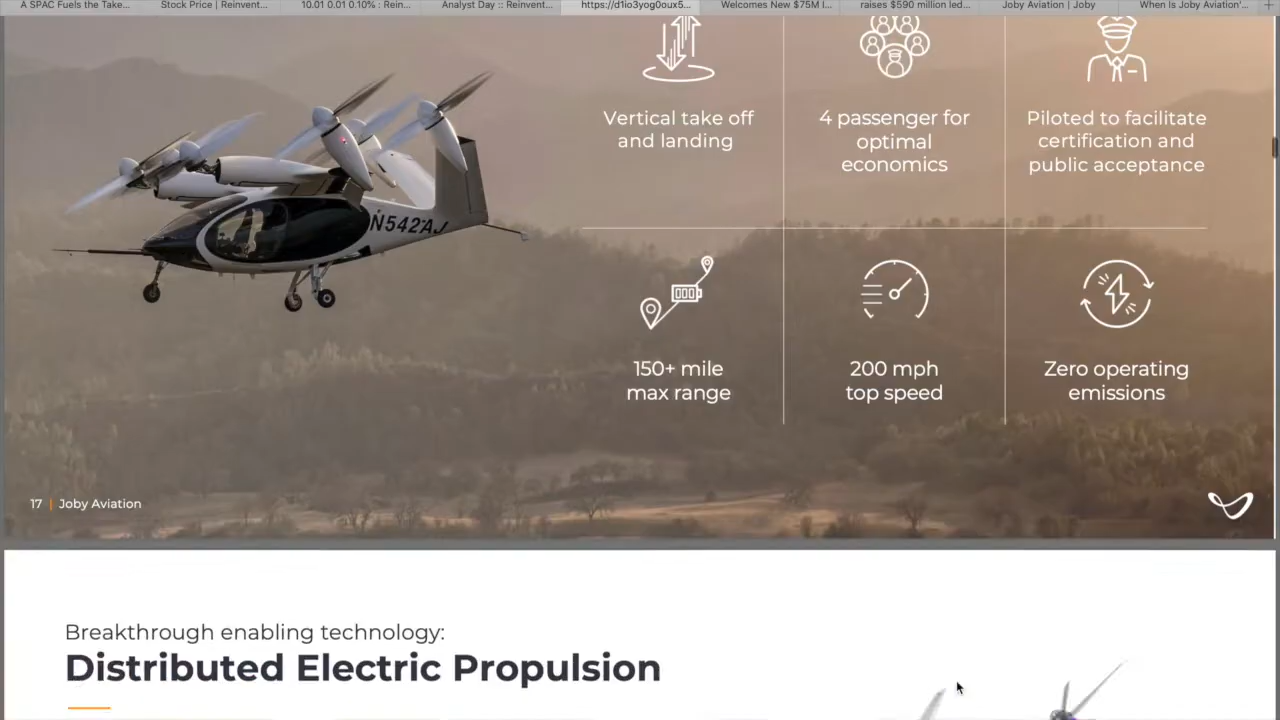 A SPAC Fuels the Take...
Stock Price | Reinvent...
10.01 0.01 0.10% : Rein...
Analyst Day :: Reinvent...
https://d1io3yog0oux5...
Welcomes New $75M I...
raises $590 million led...
Joby Aviation | Joby
When Is Joby Aviation'...
Vertical take off
and landing
4 passenger for
optimal
economics
Piloted to facilitate
certification and
public acceptance
N542AJ
150+ mile
max range
200 mph
top speed
Zero operating
emissions
17 | Joby Aviation
Breakthrough enabling technology:
Distributed Electric Propulsion